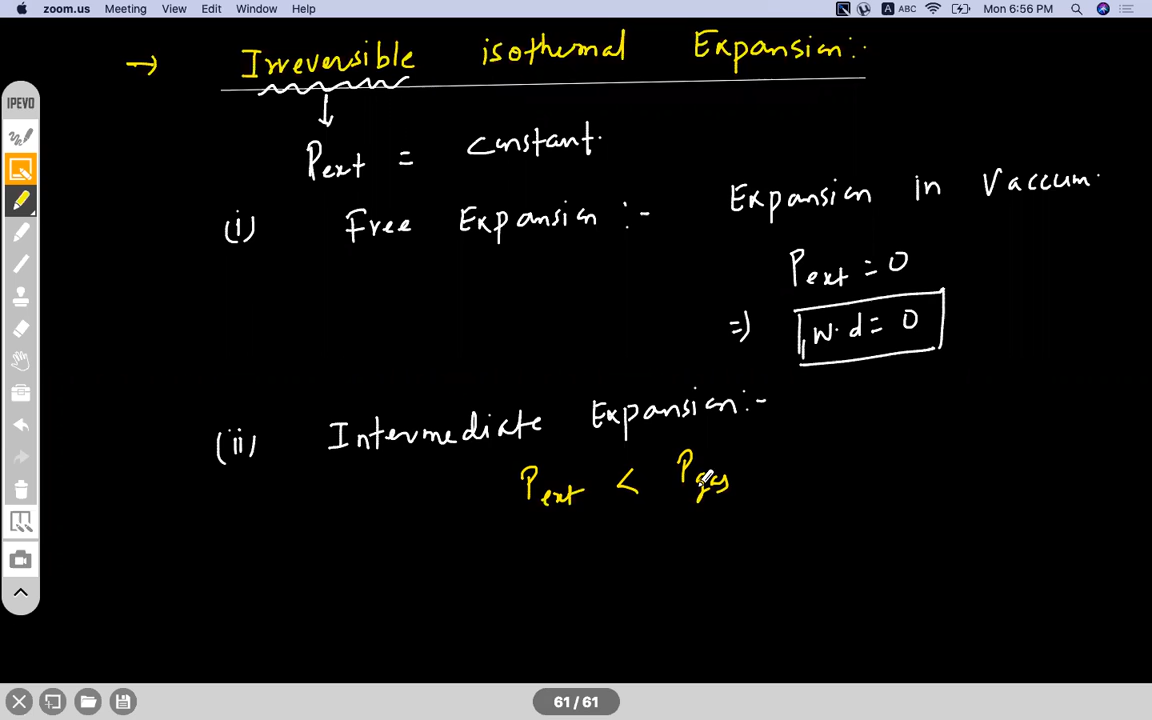 zoom.us Meeting View Edit Window Help
A ABC Mon 6:56 PM
→ Irreversible isothermal Expansion:
IPEVO
Pext = constant.
(i) Free Expansion :- Expansion in Vaccum.
Pext = 0
=) W.d = 0
(ii) Intermediate Expansion:-
Pext < Pgas
61 / 61